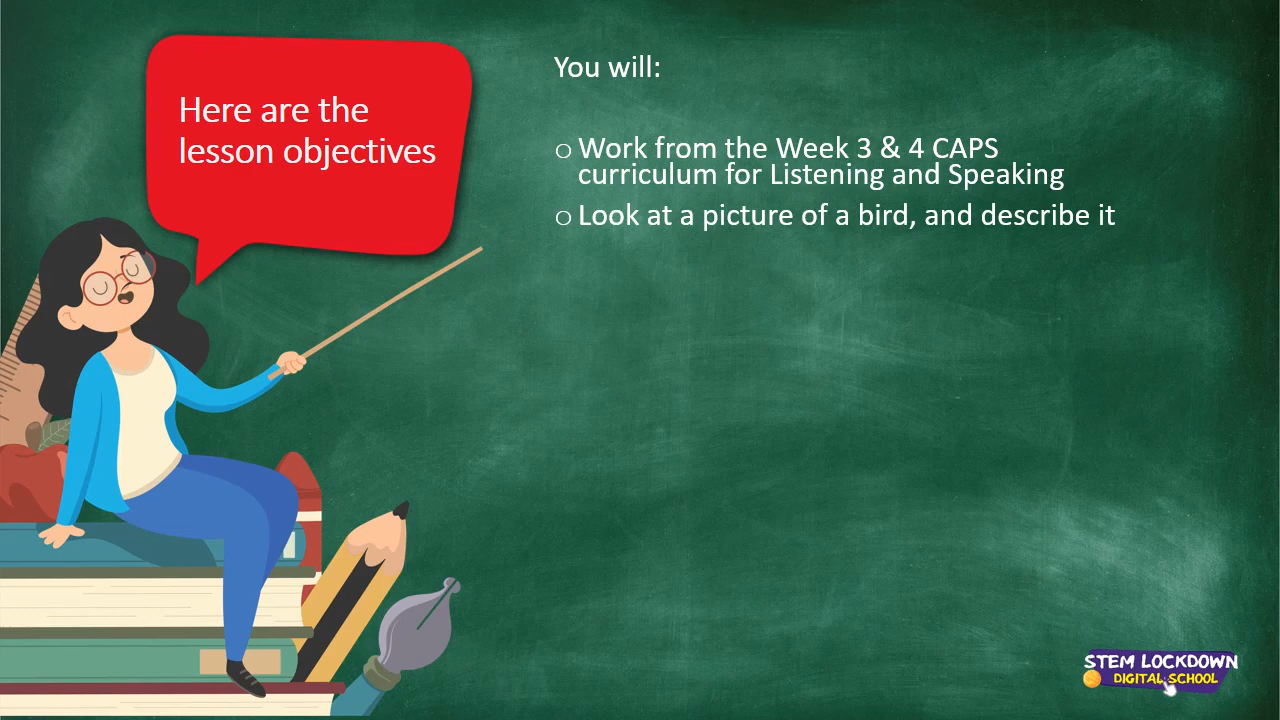 Here are the
lesson objectives
You will:
o Work from the Week 3 & 4 CAPS
curriculum for Listening and Speaking
o Look at a picture of a bird, and describe it
STEM LOCKDOWN
DIGITAL SCHOOL